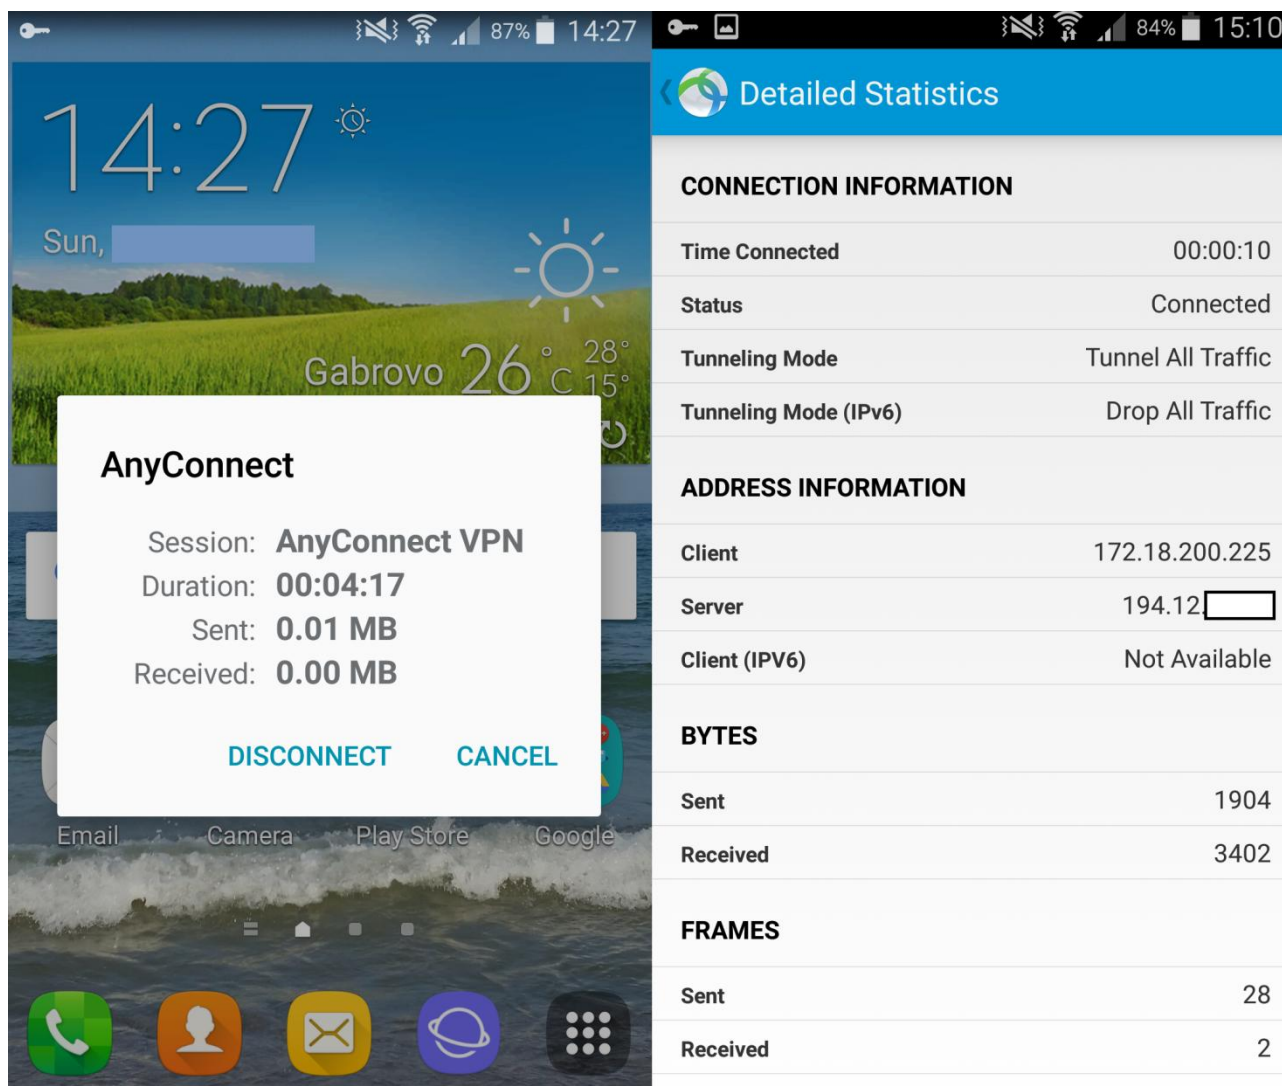 87% 14:27
14:27
Sun,
Gabrovo 26°C 28° 15°
AnyConnect
Session: AnyConnect VPN
Duration: 00:04:17
Sent: 0.01 MB
Received: 0.00 MB
DISCONNECT CANCEL
Email Camera Play Store Google
84% 15:10
Detailed Statistics
CONNECTION INFORMATION
Time Connected 00:00:10
Status Connected
Tunneling Mode Tunnel All Traffic
Tunneling Mode (IPv6) Drop All Traffic
ADDRESS INFORMATION
Client 172.18.200.225
Server 194.12.
Client (IPV6) Not Available
BYTES
Sent 1904
Received 3402
FRAMES
Sent 28
Received 2